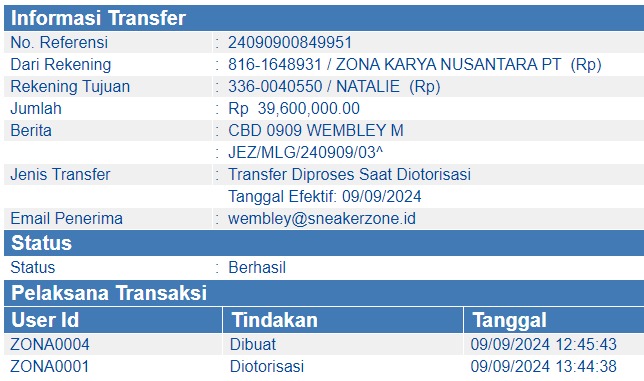 Informasi Transfer
No. Referensi : 24090900849951
Dari Rekening : 816-1648931 / ZONA KARYA NUSANTARA PT (Rp)
Rekening Tujuan : 336-0040550 / NATALIE (Rp)
Jumlah : Rp 39,600,000.00
Berita : CBD 0909 WEMBLEY M
: JEZ/MLG/240909/03^
Jenis Transfer : Transfer Diproses Saat Diotorisasi
Tanggal Efektif: 09/09/2024
Email Penerima : wembley@sneakerzone.id
Status
Status : Berhasil
Pelaksana Transaksi
User Id Tindakan Tanggal
ZONA0004 Dibuat 09/09/2024 12:45:43
ZONA0001 Diotorisasi 09/09/2024 13:44:38